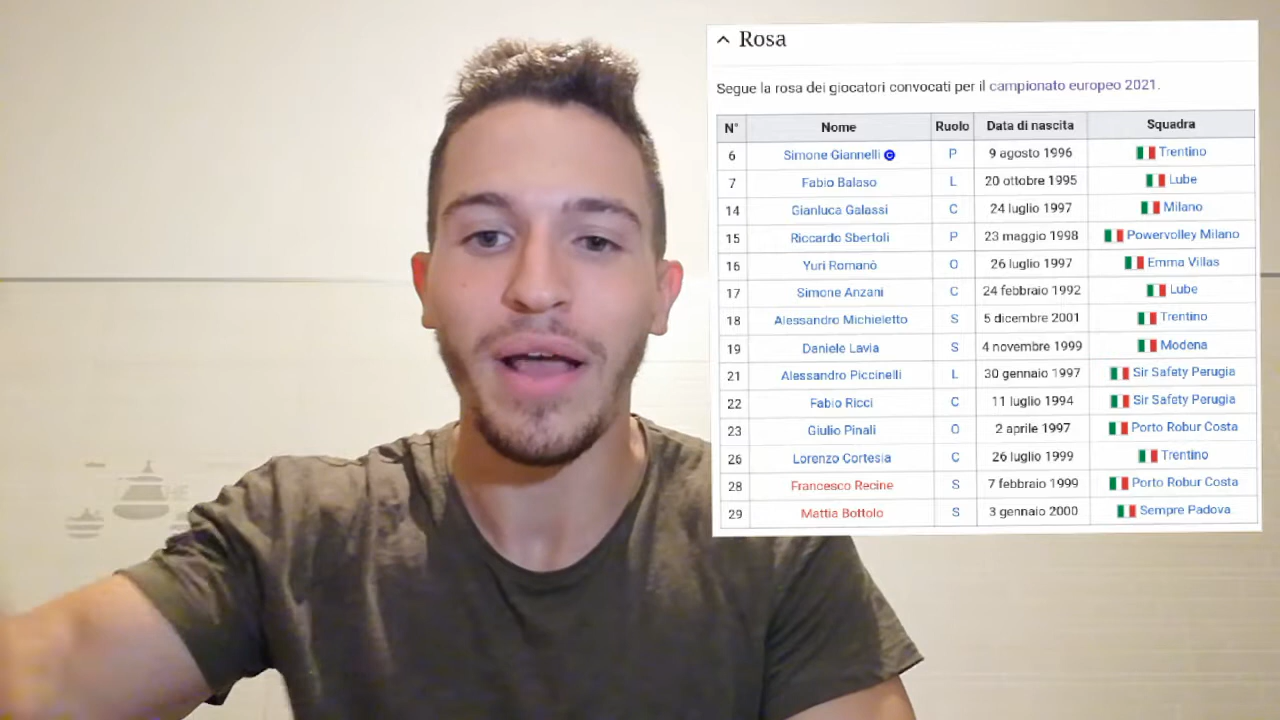 Rosa
Segue la rosa dei giocatori convocati per il campionato europeo 2021.
N° Nome Ruolo Data di nascita Squadra
6 Simone Giannelli C P 9 agosto 1996 Trentino
7 Fabio Balaso L 20 ottobre 1995 Lube
14 Gianluca Galassi C 24 luglio 1997 Milano
15 Riccardo Sbertoli P 23 maggio 1998 Powervolley Milano
16 Yuri Romanò O 26 luglio 1997 Emma Villas
17 Simone Anzani C 24 febbraio 1992 Lube
18 Alessandro Michieletto S 5 dicembre 2001 Trentino
19 Daniele Lavia S 4 novembre 1999 Modena
21 Alessandro Piccinelli L 30 gennaio 1997 Sir Safety Perugia
22 Fabio Ricci C 11 luglio 1994 Sir Safety Perugia
23 Giulio Pinali O 2 aprile 1997 Porto Robur Costa
26 Lorenzo Cortesia C 26 luglio 1999 Trentino
28 Francesco Recine S 7 febbraio 1999 Porto Robur Costa
29 Mattia Bottolo S 3 gennaio 2000 Sempre Padova